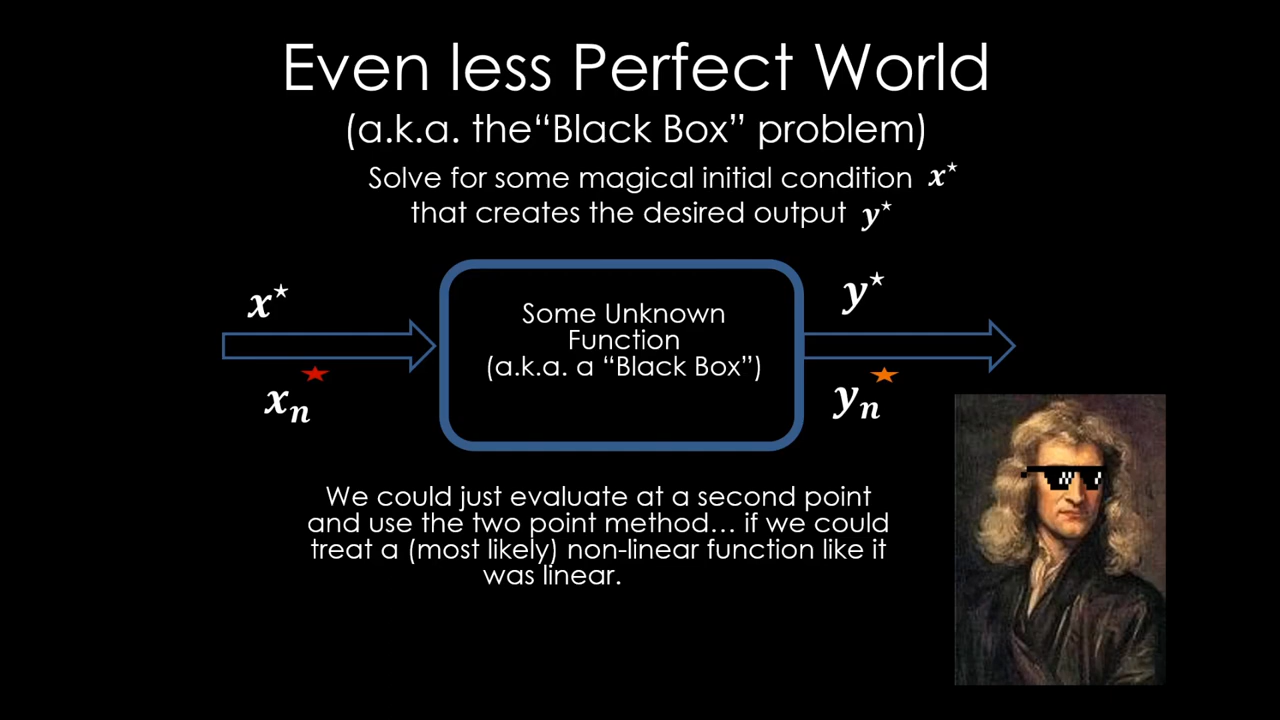 Even less Perfect World
(a.k.a. the“Black Box” problem)
Solve for some magical initial condition x*
that creates the desired output y*
x* y*
Some Unknown
Function
(a.k.a. a “Black Box”)
xn yn
We could just evaluate at a second point
and use the two point method… if we could
treat a (most likely) non-linear function like it
was linear.